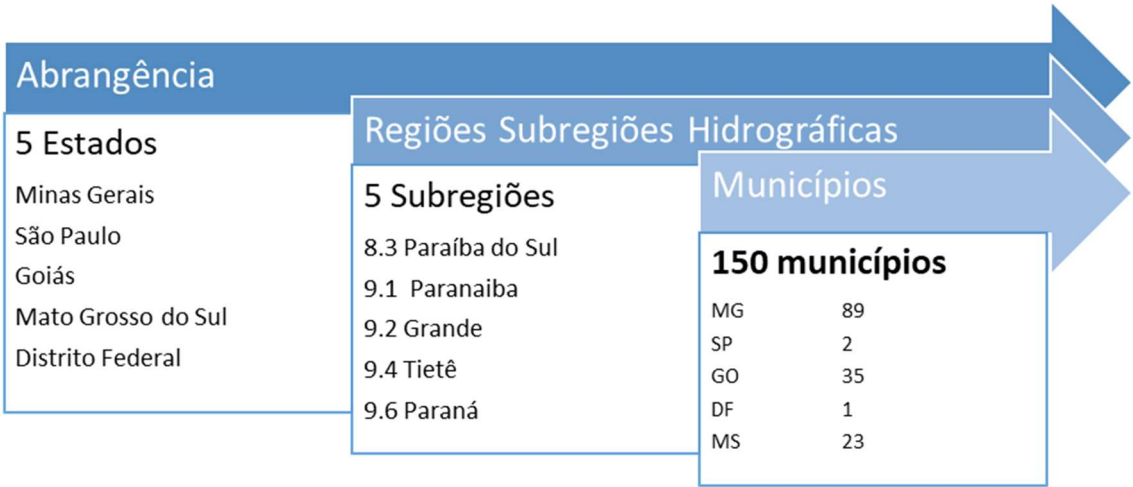 Abrangência
5 Estados
Minas Gerais
São Paulo
Goiás
Mato Grosso do Sul
Distrito Federal
Regiões Subregiões Hidrográficas
5 Subregiões
8.3 Paraíba do Sul
9.1 Paranaiba
9.2 Grande
9.4 Tietê
9.6 Paraná
Municípios
150 municípios
MG 89
SP 2
GO 35
DF 1
MS 23